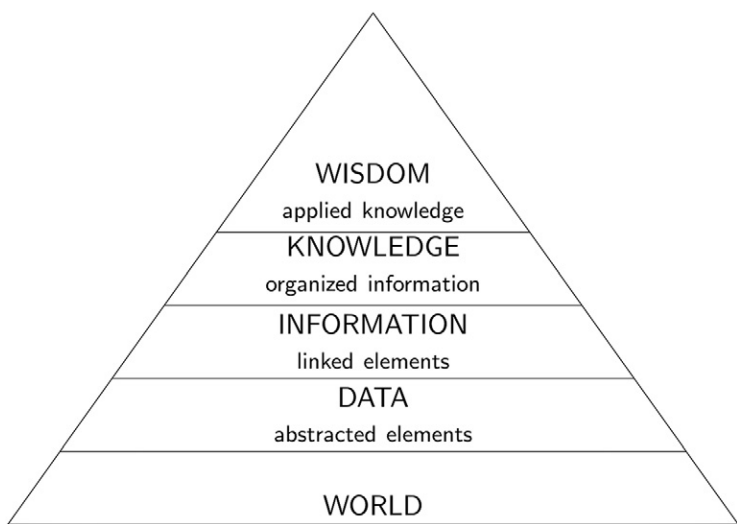 WISDOM
applied knowledge
KNOWLEDGE
organized information
INFORMATION
linked elements
DATA
abstracted elements
WORLD